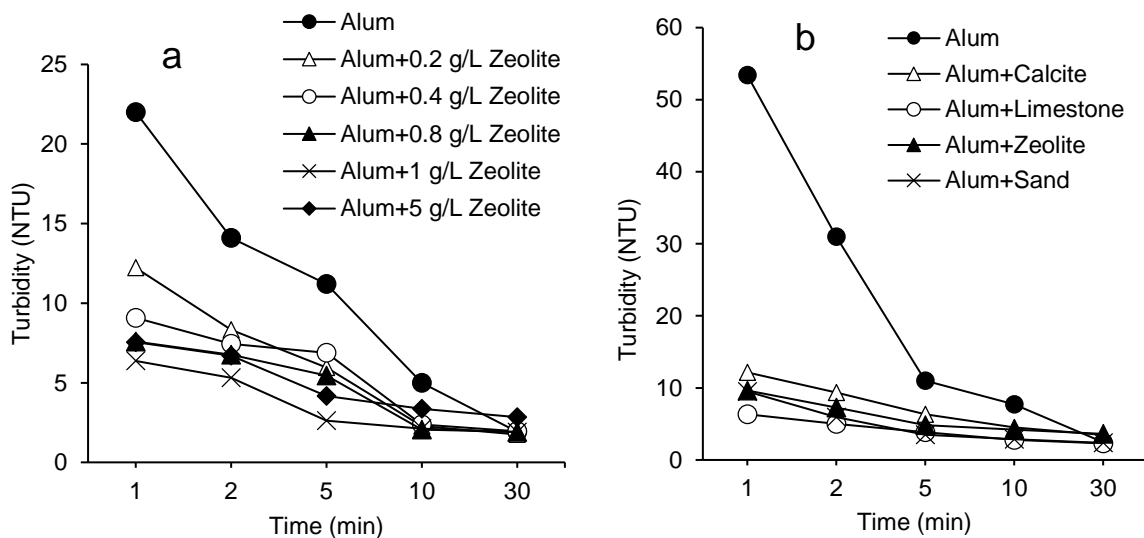 a
Alum
Alum+0.2 g/L Zeolite
Alum+0.4 g/L Zeolite
Alum+0.8 g/L Zeolite
Alum+1 g/L Zeolite
Alum+5 g/L Zeolite
Turbidity (NTU)
25
20
15
10
5
0
1 2 5 10 30
Time (min)
b
Alum
Alum+Calcite
Alum+Limestone
Alum+Zeolite
Alum+Sand
Turbidity (NTU)
60
50
40
30
20
10
0
1 2 5 10 30
Time (min)